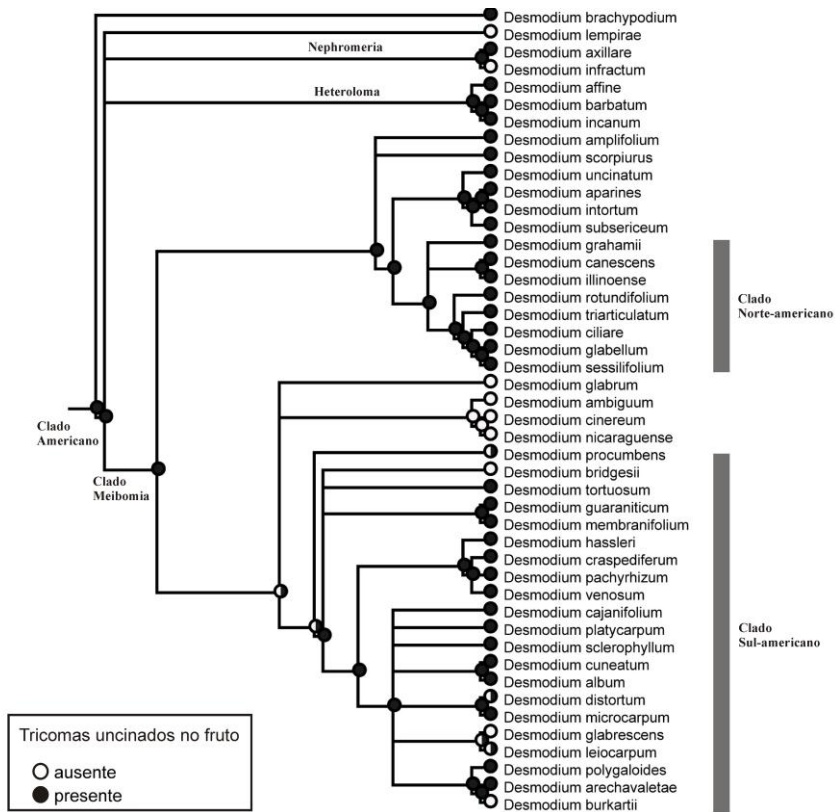 Desmodium brachypodium
Desmodium lempirae
Nephromeria
Desmodium axillare
Desmodium infractum
Heteroloma
Desmodium affine
Desmodium barbatum
Desmodium incanum
Desmodium amplifolium
Desmodium scorpiurus
Desmodium uncinatum
Desmodium aparines
Desmodium intortum
Desmodium subsericeum
Desmodium grahamii
Desmodium canescens
Desmodium illinoense
Desmodium rotundifolium
Desmodium triarticulatum
Desmodium ciliare
Desmodium glabellum
Desmodium sessilifolium
Clado
Norte-americano
Desmodium glabrum
Desmodium ambiguum
Desmodium cinereum
Desmodium nicaraguense
Clado
Americano
Clado
Meibomia
Desmodium procumbens
Desmodium bridgesii
Desmodium tortuosum
Desmodium guaraniticum
Desmodium membranifolium
Desmodium hassleri
Desmodium craspediferum
Desmodium pachyrhizum
Desmodium venosum
Desmodium cajanifolium
Desmodium platycarpum
Desmodium sclerophyllum
Desmodium cuneatum
Desmodium album
Desmodium distortum
Desmodium microcarpum
Desmodium glabrescens
Desmodium leiocarpum
Desmodium polygaloides
Desmodium arechavaletae
Desmodium burkartii
Clado
Sul-americano
Tricomas uncinados no fruto
ausente
presente